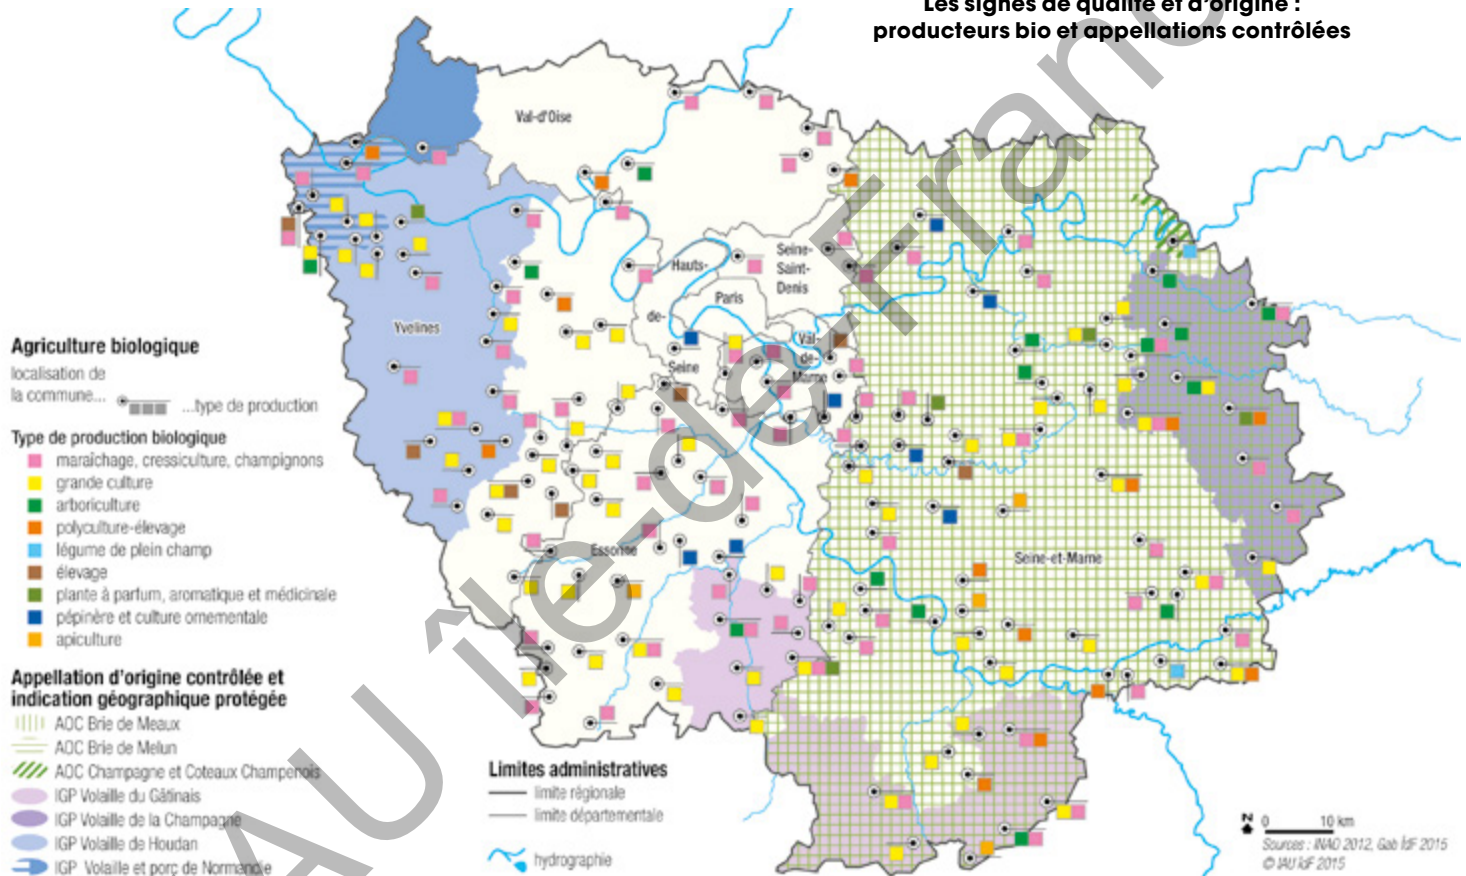 Les signes de qualité et d'origine :
producteurs bio et appellations contrôlées
Val-d'Oise
Seine-
Saint-
Denis
Hauts-
Paris
de-
Yvelines
Val-
de-
Marne
Seine
Essonne
Seine-et-Marne
Agriculture biologique
localisation de
la commune... ...type de production
Type de production biologique
maraîchage, cressiculture, champignons
grande culture
arboriculture
polyculture-élevage
légume de plein champ
élevage
plante à parfum, aromatique et médicinale
pépinère et culture ornementale
apiculture
Appellation d'origine contrôlée et
indication géographique protégée
AOC Brie de Meaux
AOC Brie de Melun
AOC Champagne et Coteaux Champenois
IGP Volaille du Gâtinais
IGP Volaille de la Champagne
IGP Volaille de Houdan
IGP Volaille et porc de Normandie
Limites administratives
limite régionale
limite départementale
hydrographie
N 0 10 km
Sources : INAO 2012, Gab ÎdF 2015
© IAU îdF 2015
AU île-de-Franc